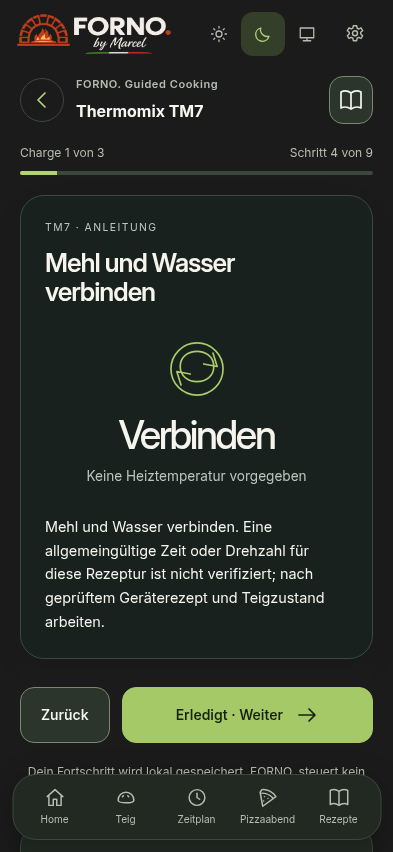 FORNO.
by Marcel
FORNO. Guided Cooking
Thermomix TM7
Charge 1 von 3
Schritt 4 von 9
TM7 · ANLEITUNG
Mehl und Wasser
verbinden
Verbinden
Keine Heiztemperatur vorgegeben
Mehl und Wasser verbinden. Eine
allgemeingültige Zeit oder Drehzahl für
diese Rezeptur ist nicht verifiziert; nach
geprüftem Geräterezept und Teigzustand
arbeiten.
Zurück
Erledigt · Weiter
Dein Fortschritt wird lokal gespeichert. FORNO. steuert kein
Home
Teig
Zeitplan
Pizzaabend
Rezepte